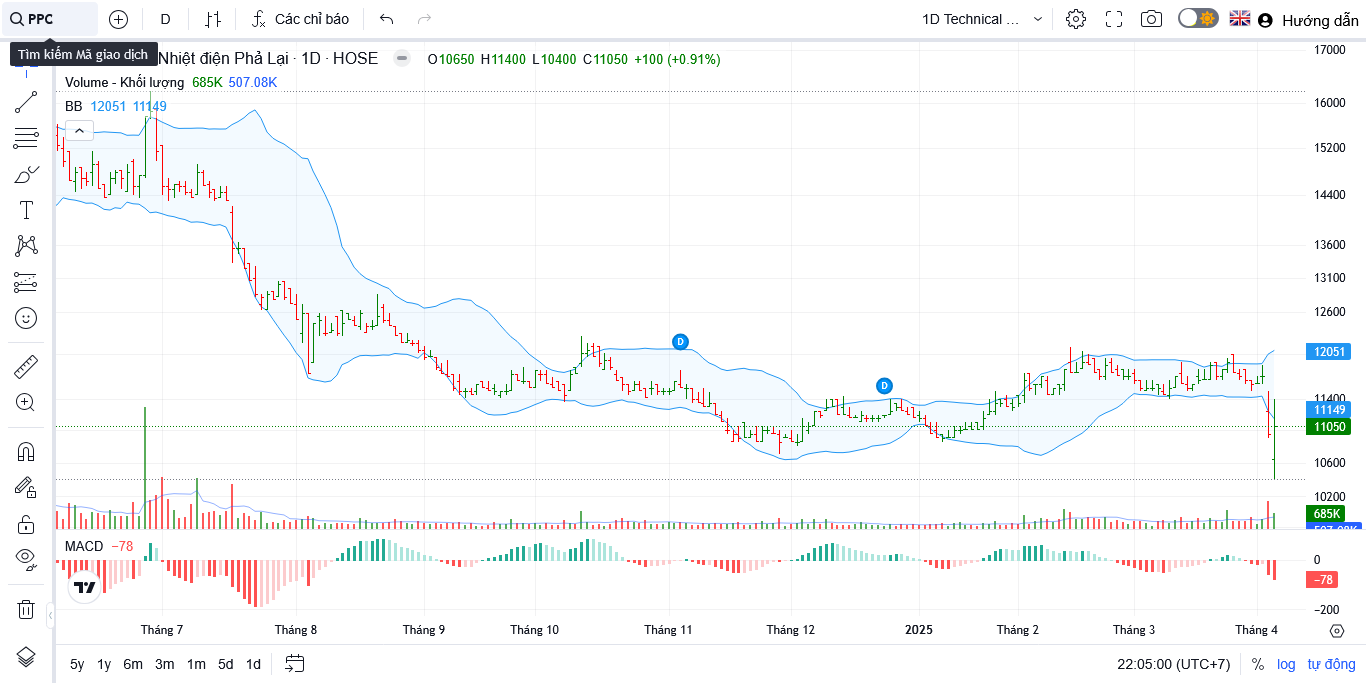 PPC
D
Các chỉ báo
1D Technical ...
Hướng dẫn
Tìm kiếm Mã giao dịch
Nhiệt điện Phả Lại · 1D · HOSE
O10650 H11400 L10400 C11050 +100 (+0.91%)
Volume - Khối lượng 685K 507.08K
BB 12051 11149
17000
16000
15200
14400
13600
13100
12600
12051
11400
11149
11050
10600
10200
685K
D
D
MACD −78
0
−78
−200
Tháng 7 Tháng 8 Tháng 9 Tháng 10 Tháng 11 Tháng 12 2025 Tháng 2 Tháng 3 Tháng 4
5y 1y 6m 3m 1m 5d 1d
22:05:00 (UTC+7) % log tự động